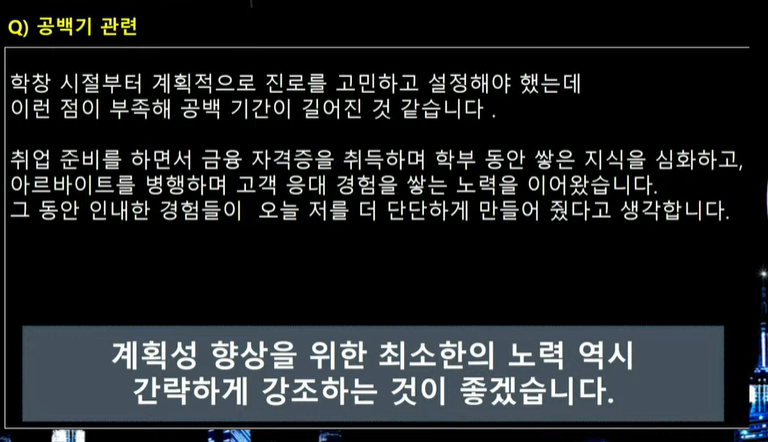 Q) 공백기 관련
학창 시절부터 계획적으로 진로를 고민하고 설정해야 했는데
이런 점이 부족해 공백 기간이 길어진 것 같습니다 .
취업 준비를 하면서 금융 자격증을 취득하며 학부 동안 쌓은 지식을 심화하고,
아르바이트를 병행하며 고객 응대 경험을 쌓는 노력을 이어왔습니다.
그 동안 인내한 경험들이 오늘 저를 더 단단하게 만들어 줬다고 생각합니다.
계획성 향상을 위한 최소한의 노력 역시
간략하게 강조하는 것이 좋겠습니다.